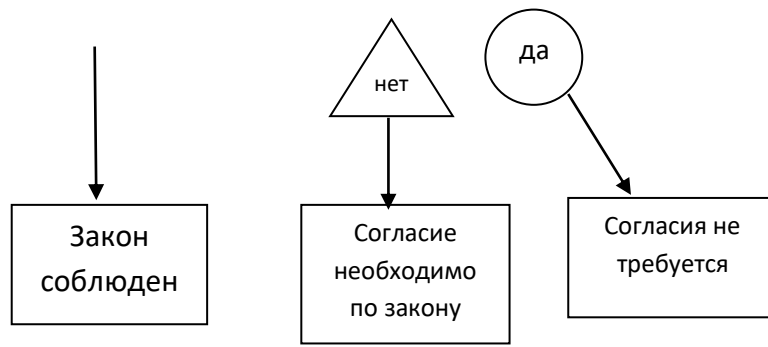 нет
да
Закон
соблюден
Согласие
необходимо
по закону
Согласия не
требуется